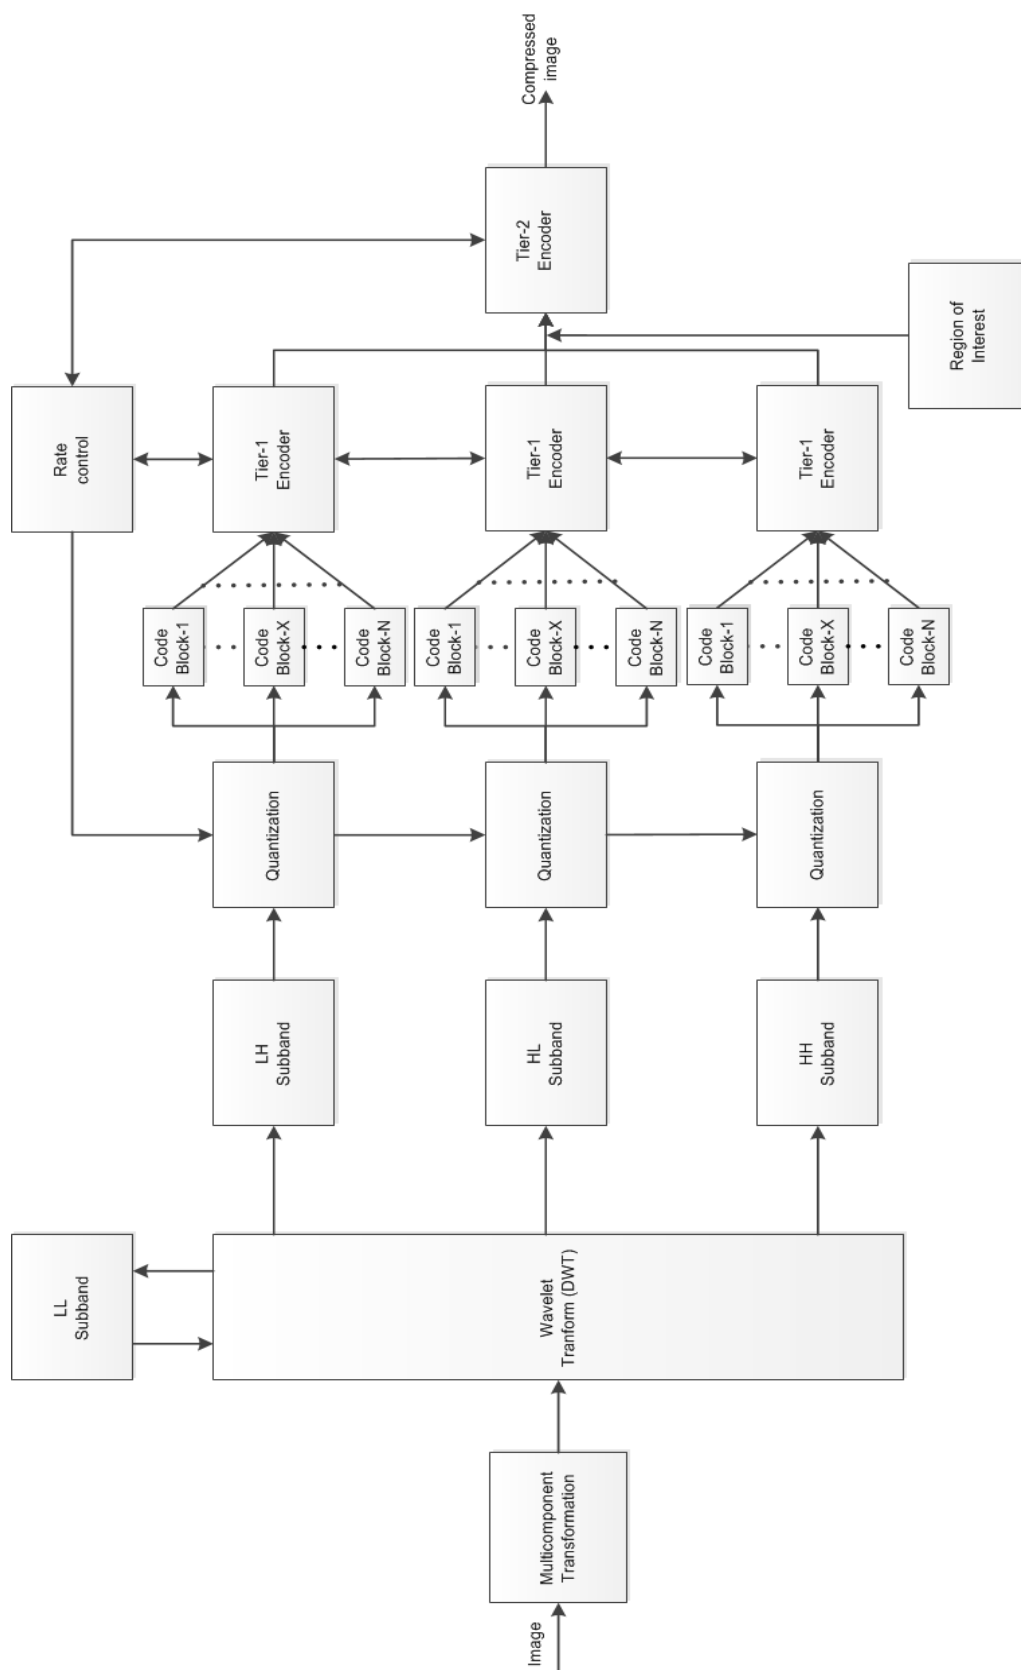 Image
Multicomponent
Transformation
LL
Subband
Wavelet
Tranform (DWT)
LH
Subband
HL
Subband
HH
Subband
Quantization
Quantization
Quantization
Code
Block-1
Code
Block-X
Code
Block-N
Code
Block-1
Code
Block-X
Code
Block-N
Code
Block-1
Code
Block-X
Code
Block-N
Rate
control
Tier-1
Encoder
Tier-1
Encoder
Tier-1
Encoder
Tier-2
Encoder
Region of
Interest
Compressed
image